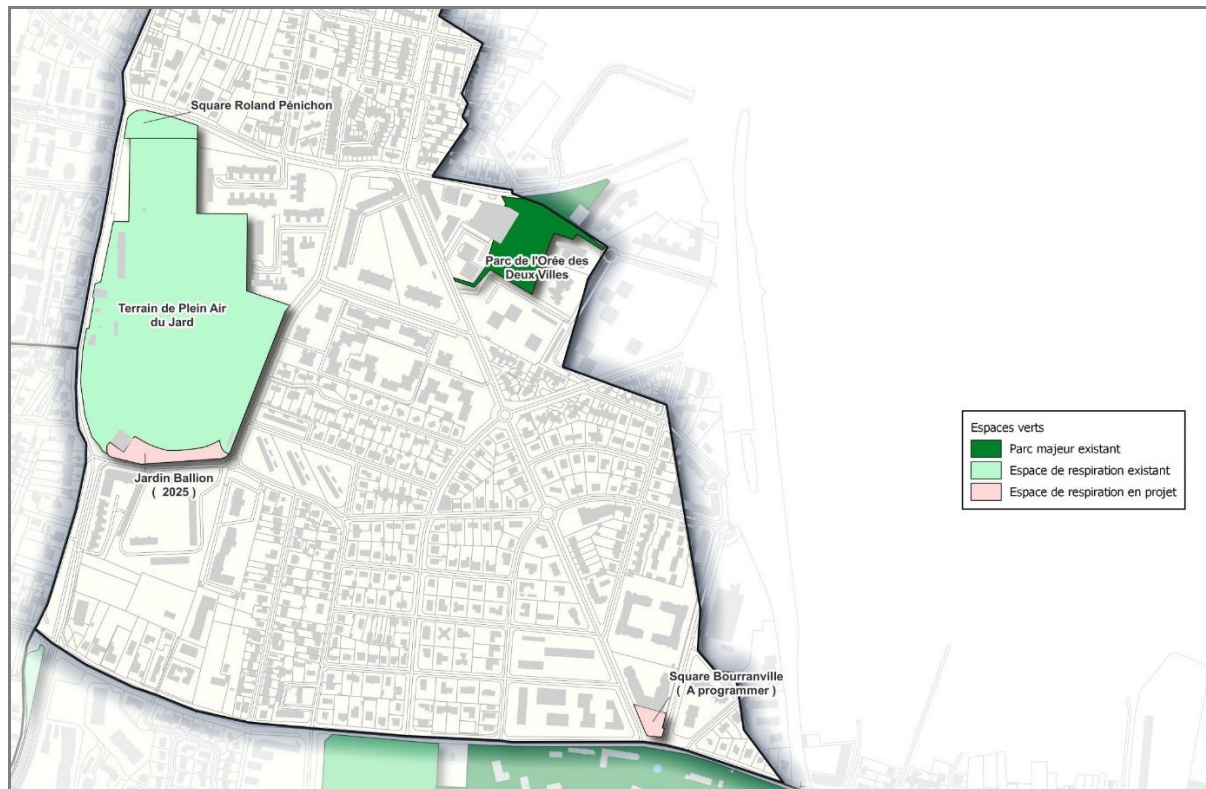 Square Roland Pénichon
Parc de l'Orée des
Deux Villes
Terrain de Plein Air
du Jard
Espaces verts
Parc majeur existant
Espace de respiration existant
Espace de respiration en projet
Jardin Ballion
( 2025 )
Square Bourranville
( A programmer )